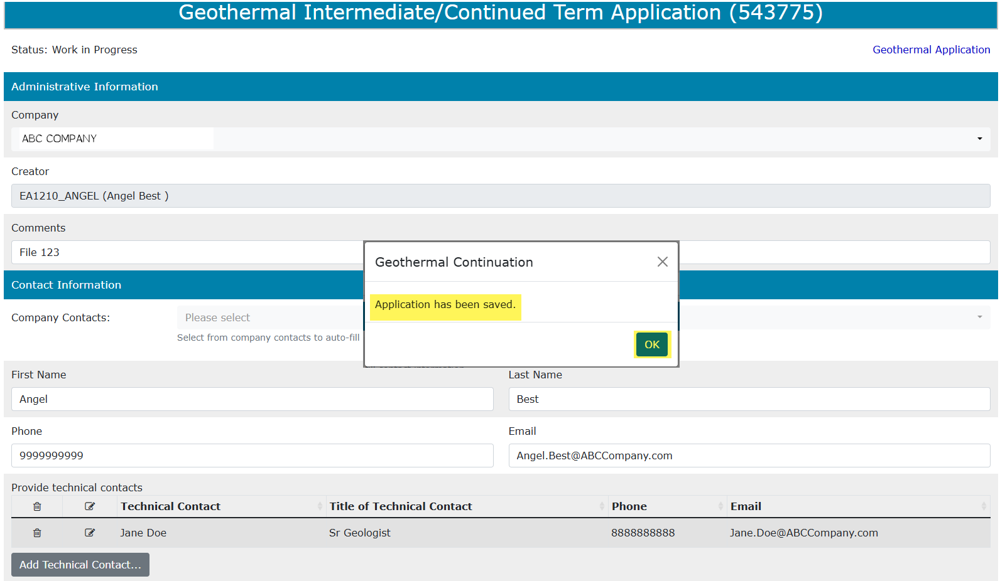 Geothermal Intermediate/Continued Term Application (543775)
Status: Work in Progress
Geothermal Application
Administrative Information
Company
ABC COMPANY
Creator
EA1210_ANGEL (Angel Best )
Comments
File 123
Geothermal Continuation
Application has been saved.
OK
Contact Information
Company Contacts:
Please select
Select from company contacts to auto-fill
First Name
Last Name
Angel
Best
Phone
Email
9999999999
Angel.Best@ABCCompany.com
Provide technical contacts
Technical Contact Title of Technical Contact Phone Email
Jane Doe Sr Geologist 8888888888 Jane.Doe@ABCCompany.com
Add Technical Contact...